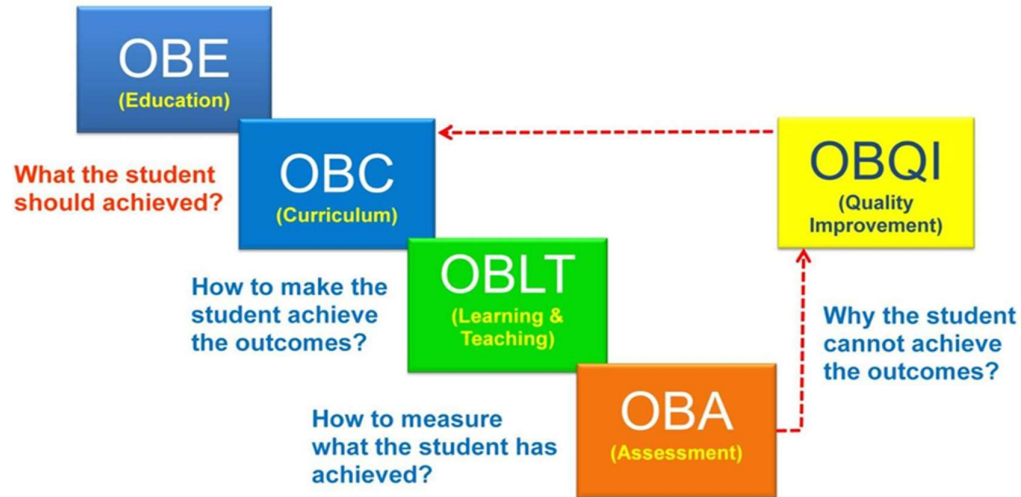 OBE
(Education)
What the student
should achieved?
OBC
(Curriculum)
How to make the
student achieve
the outcomes?
OBLT
(Learning &
Teaching)
How to measure
what the student has
achieved?
OBA
(Assessment)
OBQI
(Quality
Improvement)
Why the student
cannot achieve
the outcomes?